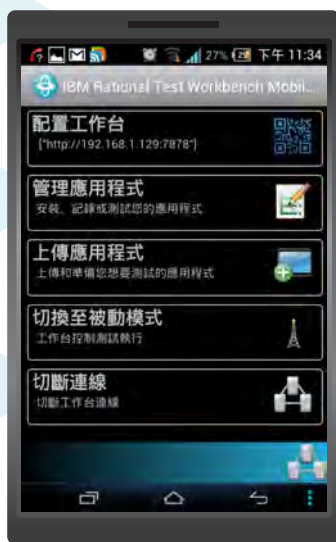 27% 下午 11:34
IBM Rational Test Workbench Mobil...
配置工作台
["http://192.168.1.129:7878"]
管理應用程式
安裝、記錄或測試您的應用程式
上傳應用程式
上傳和準備您想要測試的應用程式
切換至被動模式
工作台控制測試執行
切斷連線
切斷工作台連線